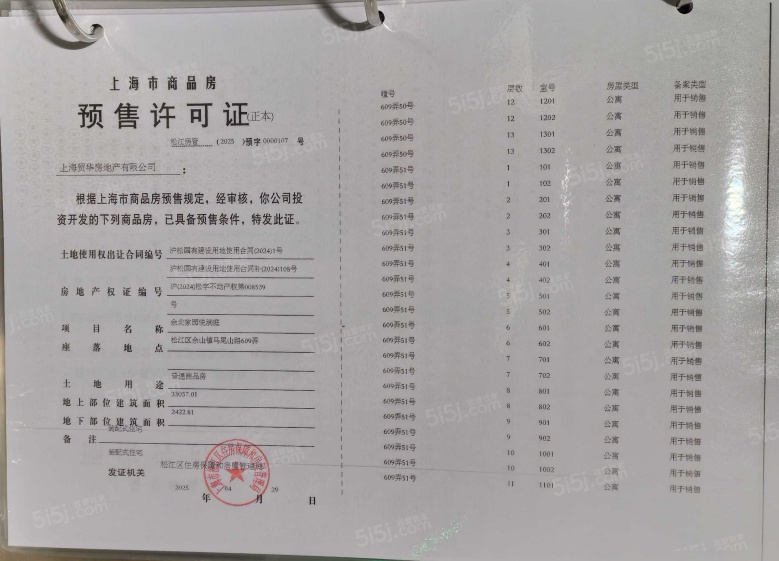 上海市商品房
预售许可证(正本)
松江房管 (2025 )预字 0000107 号
上海贺华房地产有限公司 :
根据上海市商品房预售规定,经审核,你公司投
资开发的下列商品房,已具备预售条件,特发此证。
土地使用权出让合同编号 沪松国有建设用地使用合同(2024)1号
沪松国有建设用地使用合同补(2024)108号
房地产权证编号 沪(2024)松字不动产权第008539
号
项目名称 佘北家园悦澜庭
座落地点 松江区佘山镇马尾山路609弄
土地用途 普通商品房
地上部位建筑面积 33057.01
地下部位建筑面积 2422.81
备注 装配式住宅
装配式住宅
发证机关 松江区住房保障和房屋管理局
2025 年 04 月 29 日
幢号 层数 室号 房屋类型 备案类型
609弄50号 12 1201 公寓 用于销售
609弄50号 12 1202 公寓 用于销售
609弄50号 13 1301 公寓 用于销售
609弄50号 13 1302 公寓 用于销售
609弄51号 1 101 公寓 用于销售
609弄51号 1 102 公寓 用于销售
609弄51号 2 201 公寓 用于销售
609弄51号 2 202 公寓 用于销售
609弄51号 3 301 公寓 用于销售
609弄51号 3 302 公寓 用于销售
609弄51号 4 401 公寓 用于销售
609弄51号 4 402 公寓 用于销售
609弄51号 5 501 公寓 用于销售
609弄51号 5 502 公寓 用于销售
609弄51号 6 601 公寓 用于销售
609弄51号 6 602 公寓 用于销售
609弄51号 7 701 公寓 用于销售
609弄51号 7 702 公寓 用于销售
609弄51号 8 801 公寓 用于销售
609弄51号 8 802 公寓 用于销售
609弄51号 9 901 公寓 用于销售
609弄51号 9 902 公寓 用于销售
609弄51号 10 1001 公寓 用于销售
609弄51号 10 1002 公寓 用于销售
609弄51号 11 1101 公寓 用于销售